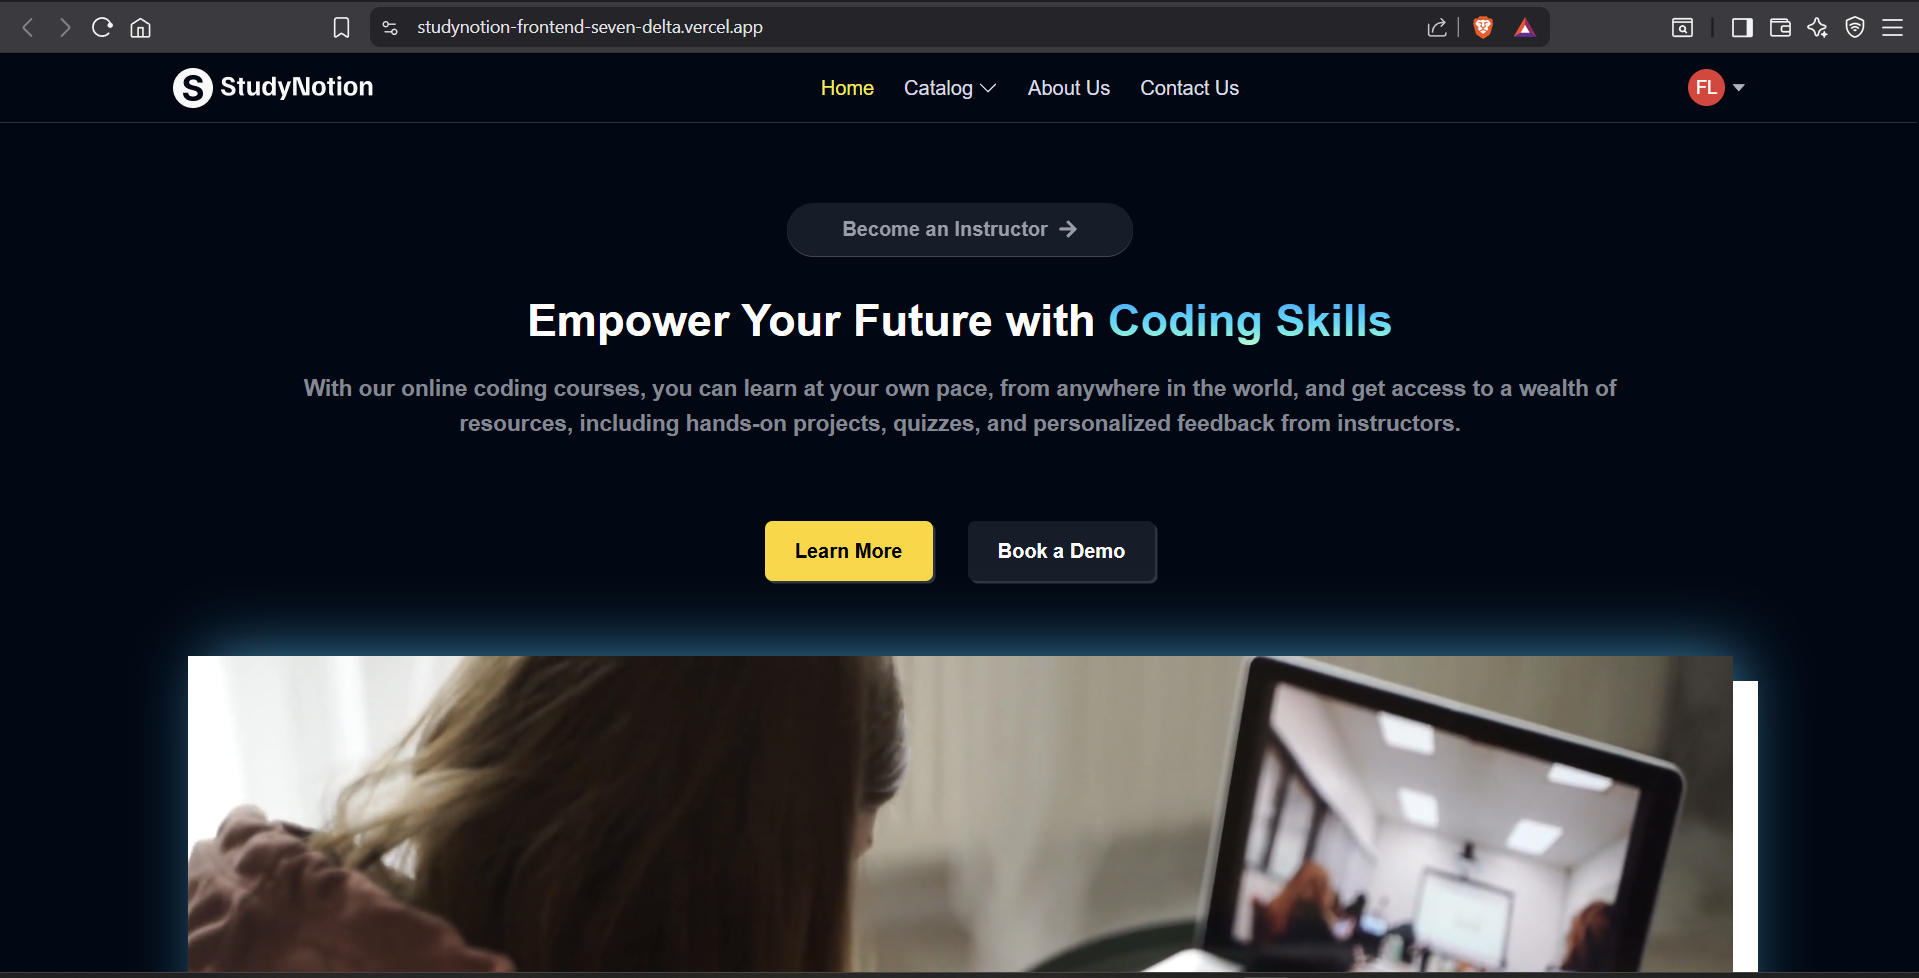 studynotion-frontend-seven-delta.vercel.app
S StudyNotion
Home Catalog About Us Contact Us
FL
Become an Instructor
Empower Your Future with Coding Skills
With our online coding courses, you can learn at your own pace, from anywhere in the world, and get access to a wealth of
resources, including hands-on projects, quizzes, and personalized feedback from instructors.
Learn More Book a Demo